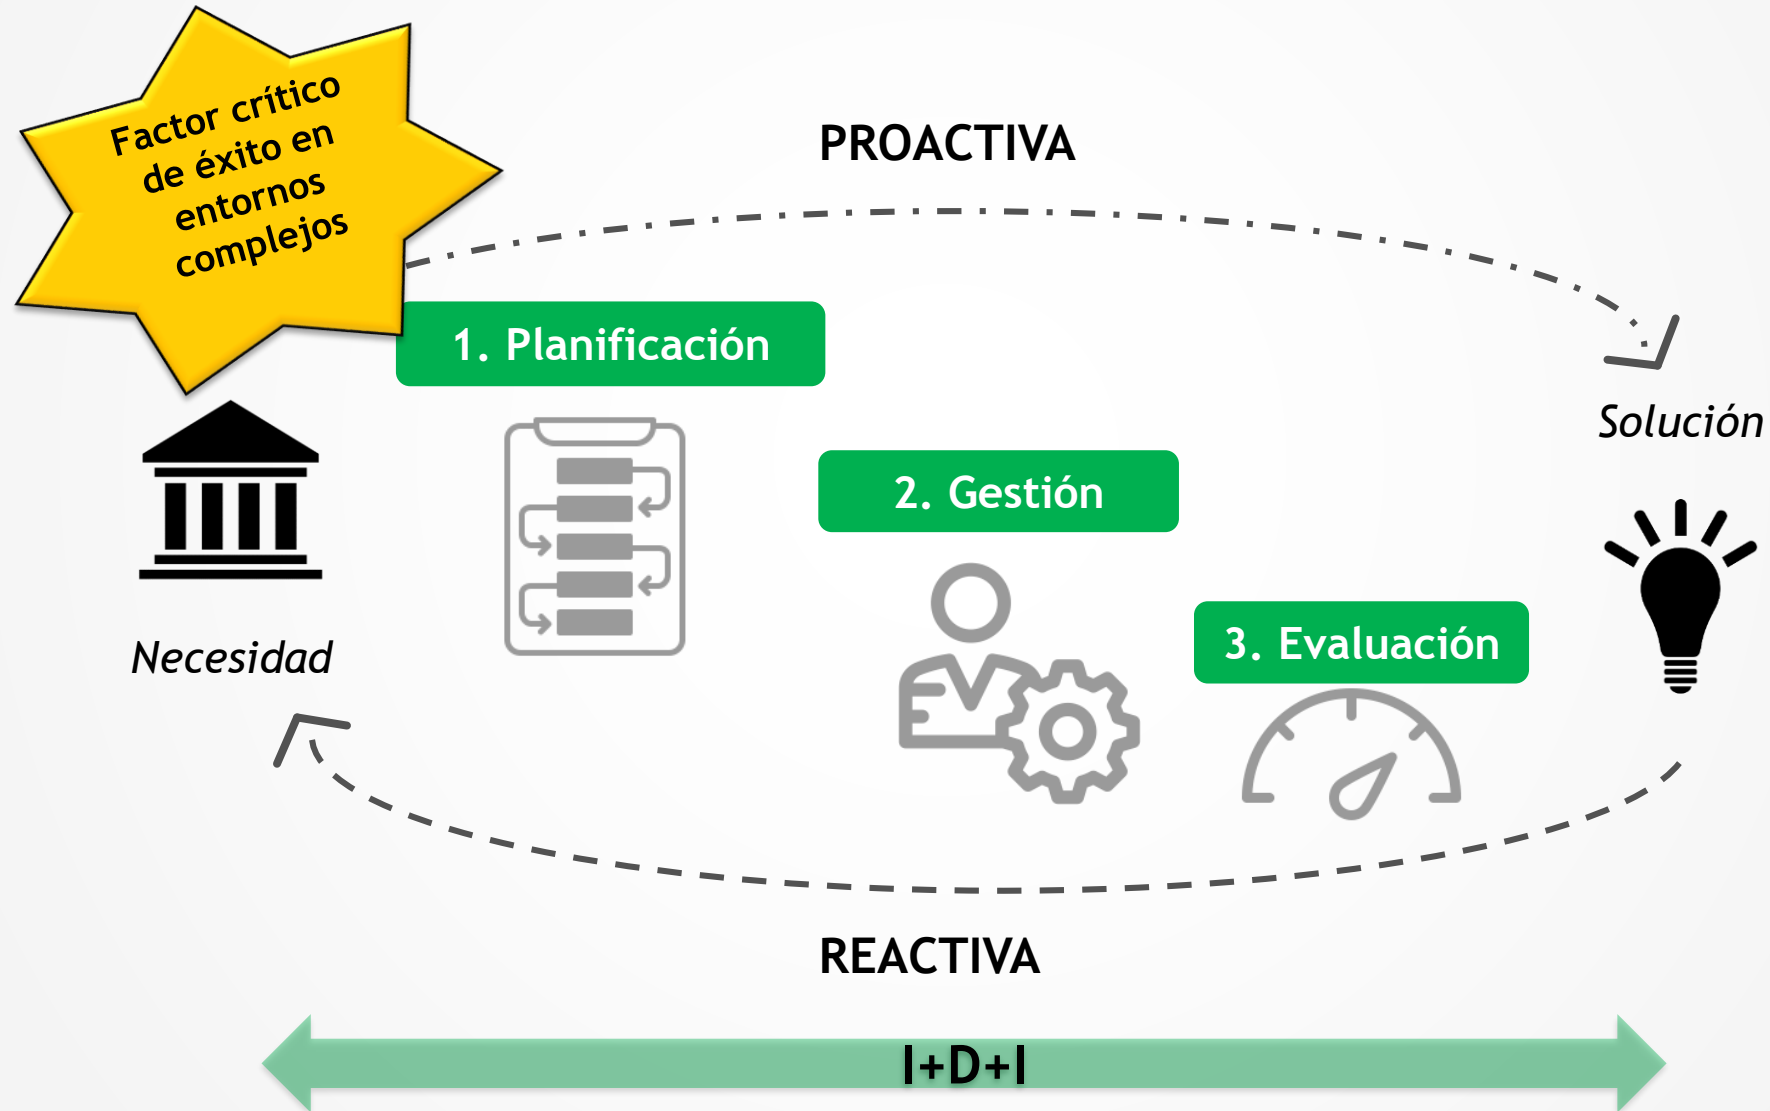 Factor crítico
de éxito en
entornos
complejos
PROACTIVA
1. Planificación
Solución
2. Gestión
3. Evaluación
Necesidad
REACTIVA
I+D+I